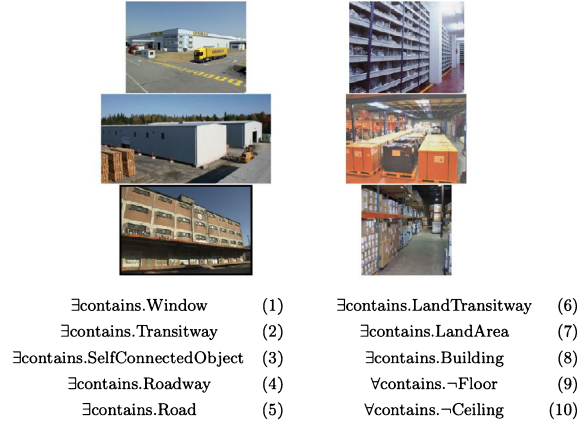 ∃contains.Window (1)
∃contains.Transitway (2)
∃contains.SelfConnectedObject (3)
∃contains.Roadway (4)
∃contains.Road (5)
∃contains.LandTransitway (6)
∃contains.LandArea (7)
∃contains.Building (8)
∀contains.¬Floor (9)
∀contains.¬Ceiling (10)